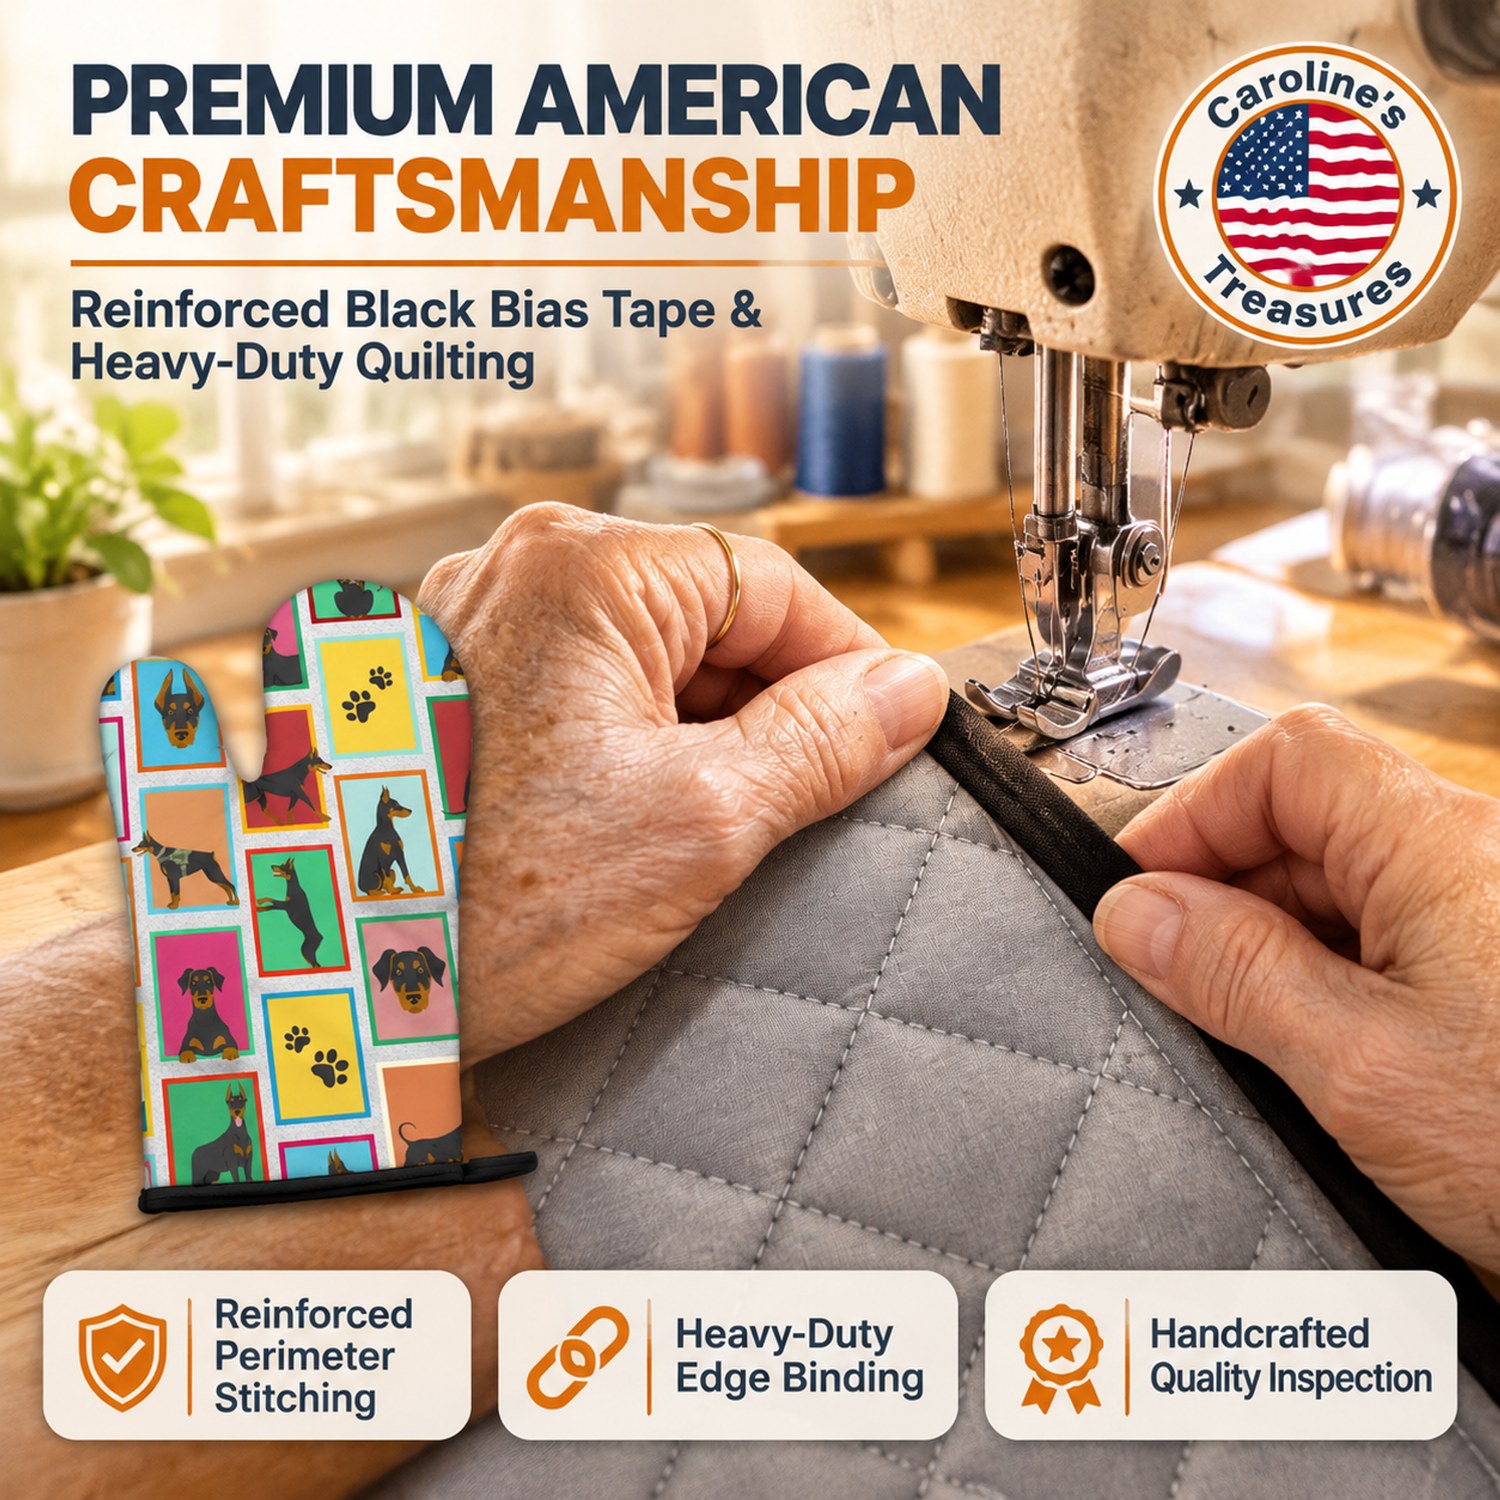 PREMIUM AMERICAN
CRAFTSMANSHIP
Reinforced Black Bias Tape &
Heavy-Duty Quilting
Caroline's
Treasures
Reinforced
Perimeter
Stitching
Heavy-Duty
Edge Binding
Handcrafted
Quality Inspection